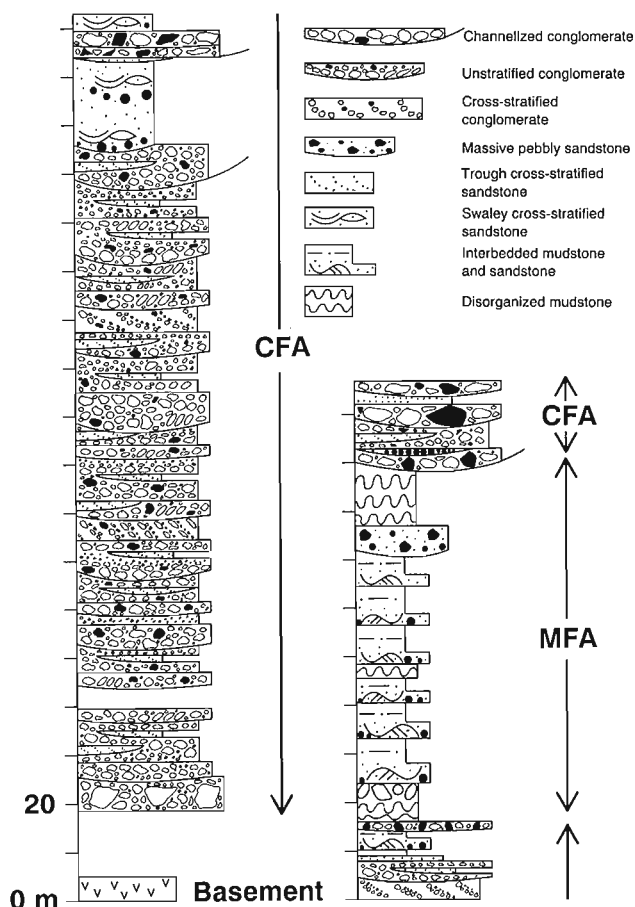 Channelized conglomerate
Unstratified conglomerate
Cross-stratified
conglomerate
Massive pebbly sandstone
Trough cross-stratified
sandstone
Swaley cross-stratified
sandstone
Interbedded mudstone
and sandstone
Disorganized mudstone
CFA
CFA
MFA
20
0 m
Basement